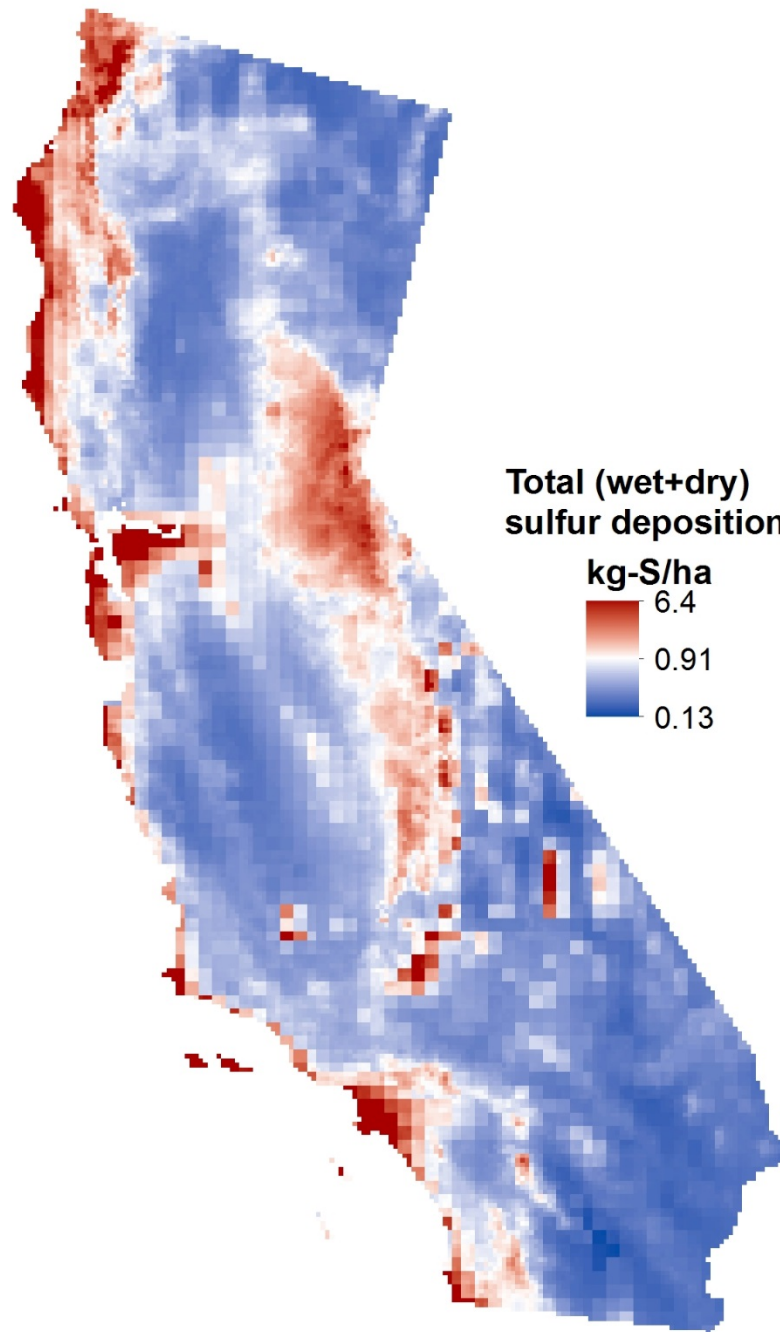 Total (wet+dry)
sulfur deposition
kg-S/ha
6.4
0.91
0.13